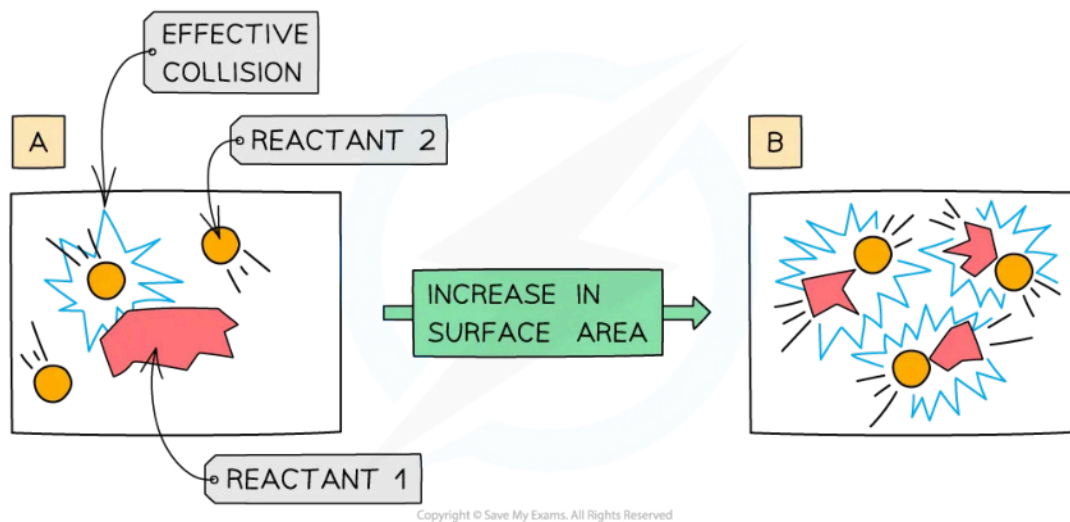 EFFECTIVE
COLLISION
A
REACTANT 2
B
INCREASE IN
SURFACE AREA
REACTANT 1
Copyright © Save My Exams. All Rights Reserved